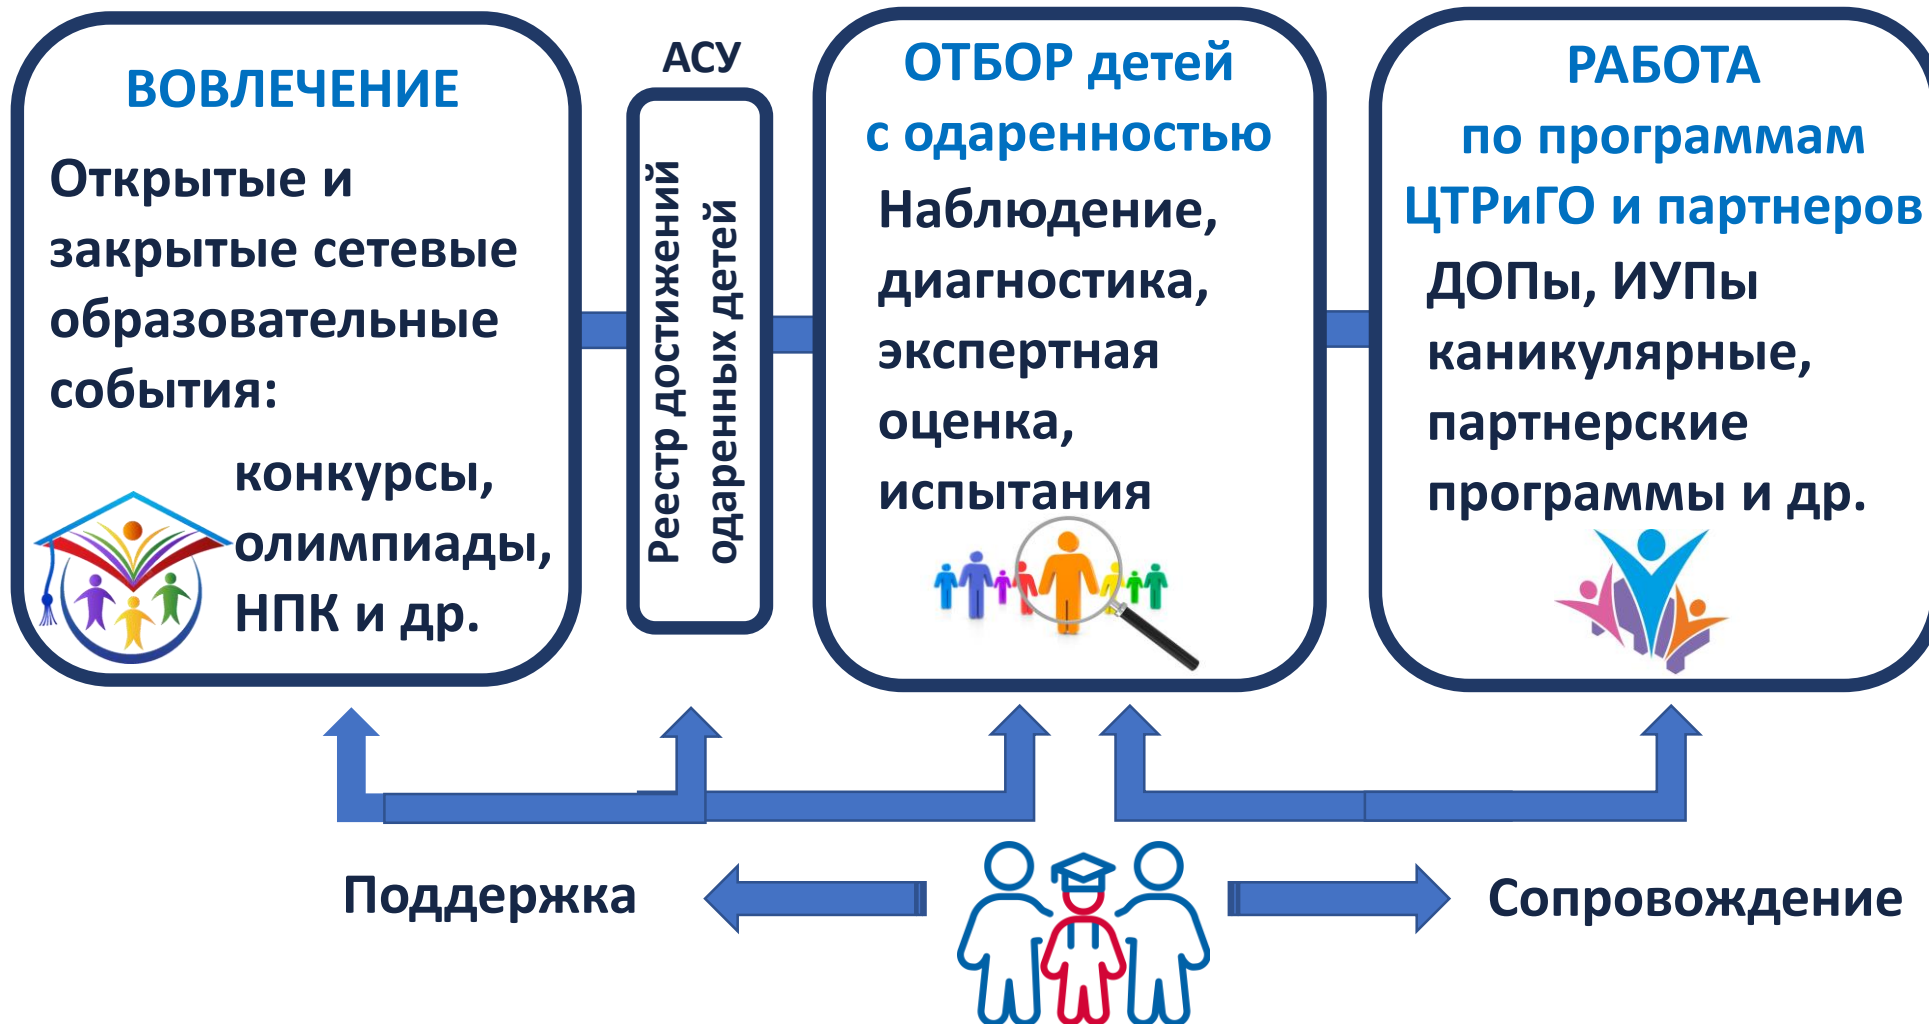 ВОВЛЕЧЕНИЕ
Открытые и
закрытые сетевые
образовательные
события:
конкурсы,
олимпиады,
НПК и др.
АСУ
Реестр достижений
одаренных детей
ОТБОР детей
с одаренностью
Наблюдение,
диагностика,
экспертная
оценка,
испытания
РАБОТА
по программам
ЦТРиГО и партнеров
ДОПы, ИУПы
каникулярные,
партнерские
программы и др.
Поддержка
Сопровождение